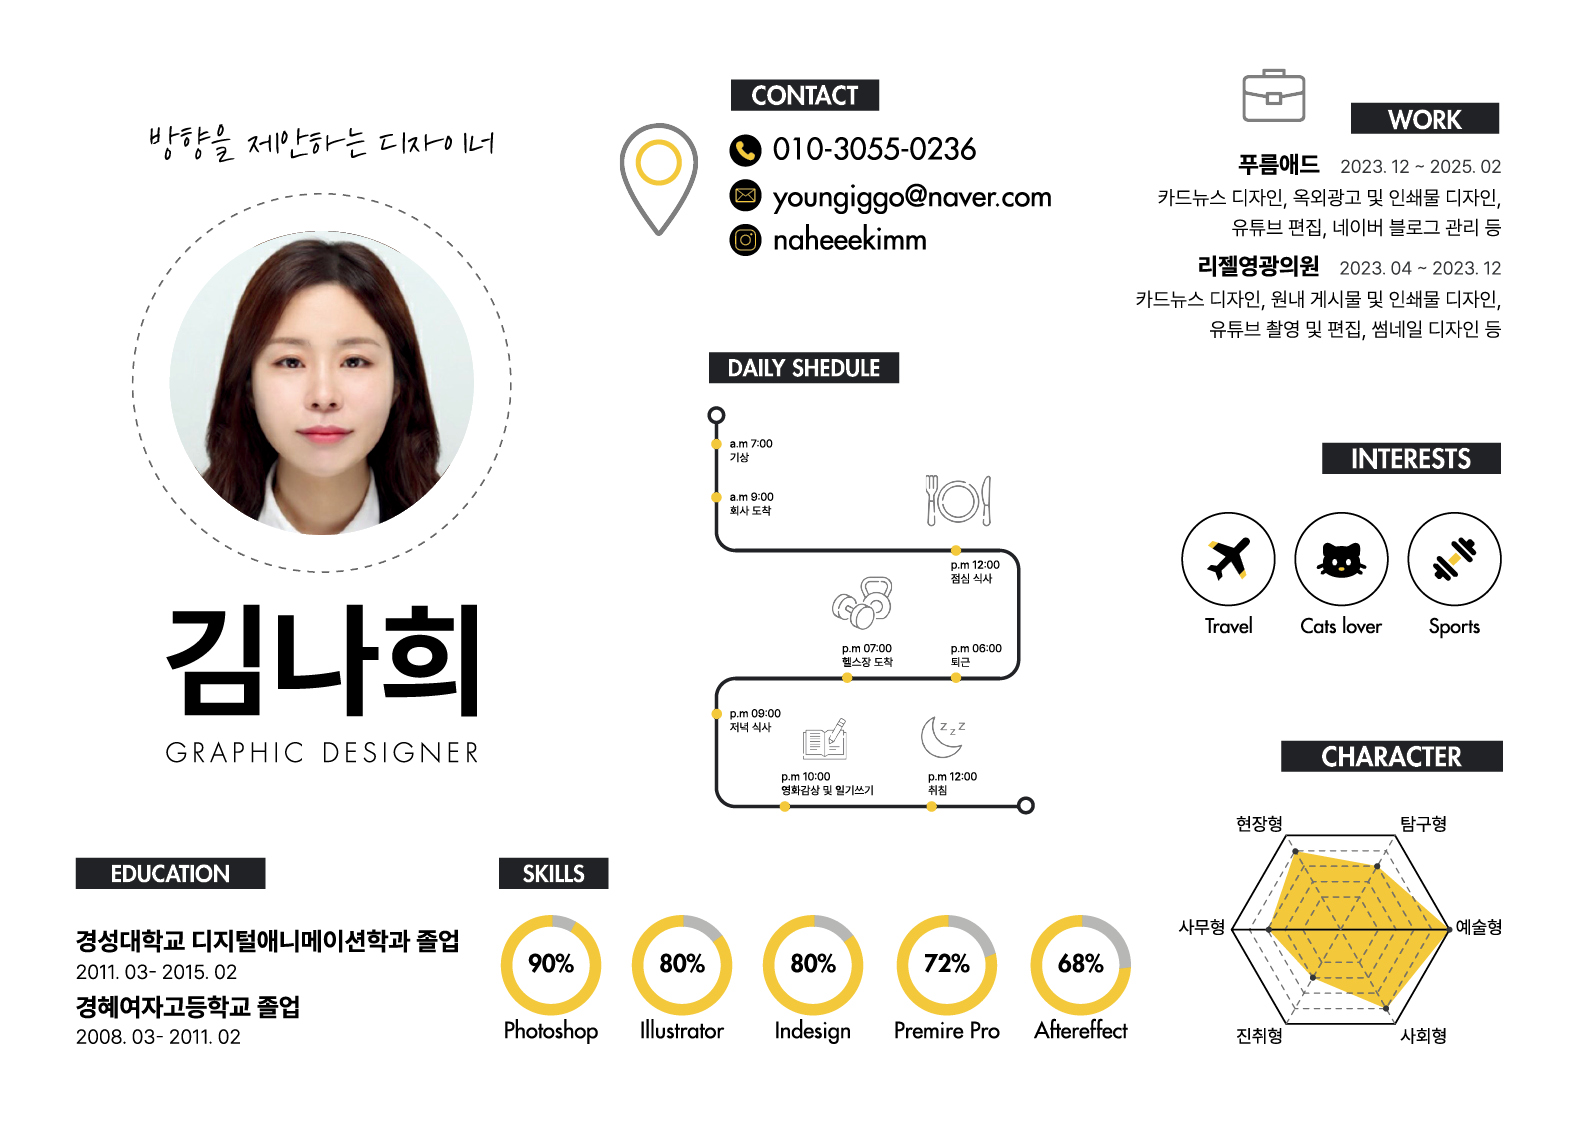 방향을 제안하는 디자이너
김나희
GRAPHIC DESIGNER
CONTACT
010-3055-0236
youngiggo@naver.com
naheeekimm
WORK
푸름애드 2023. 12 ~ 2025. 02
카드뉴스 디자인, 옥외광고 및 인쇄물 디자인,
유튜브 편집, 네이버 블로그 관리 등
리젤영광의원 2023. 04 ~ 2023. 12
카드뉴스 디자인, 원내 게시물 및 인쇄물 디자인,
유튜브 촬영 및 편집, 썸네일 디자인 등
DAILY SHEDULE
a.m 7:00
기상
a.m 9:00
회사 도착
p.m 12:00
점심 식사
p.m 06:00
퇴근
p.m 07:00
헬스장 도착
p.m 09:00
저녁 식사
p.m 10:00
영화감상 및 일기쓰기
z z z
p.m 12:00
취침
INTERESTS
Travel
Cats lover
Sports
CHARACTER
현장형
탐구형
사무형
예술형
진취형
사회형
EDUCATION
경성대학교 디지털애니메이션학과 졸업
2011. 03- 2015. 02
경혜여자고등학교 졸업
2008. 03- 2011. 02
SKILLS
90%
Photoshop
80%
Illustrator
80%
Indesign
72%
Premire Pro
68%
Aftereffect